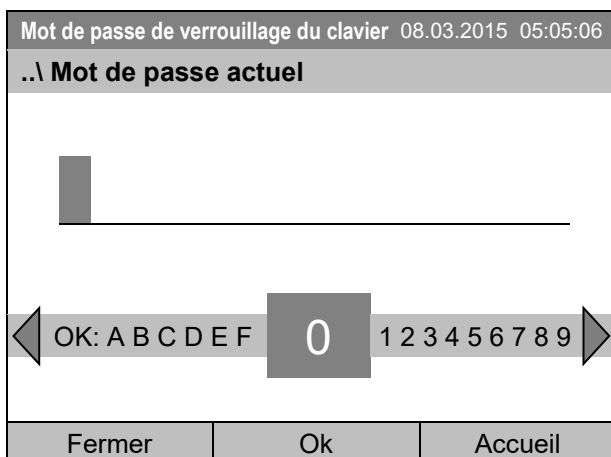 Mot de passe de verrouillage du clavier 08.03.2015 05:05:06
..\ Mot de passe actuel
OK: A B C D E F 0 1 2 3 4 5 6 7 8 9
Fermer Ok Accueil